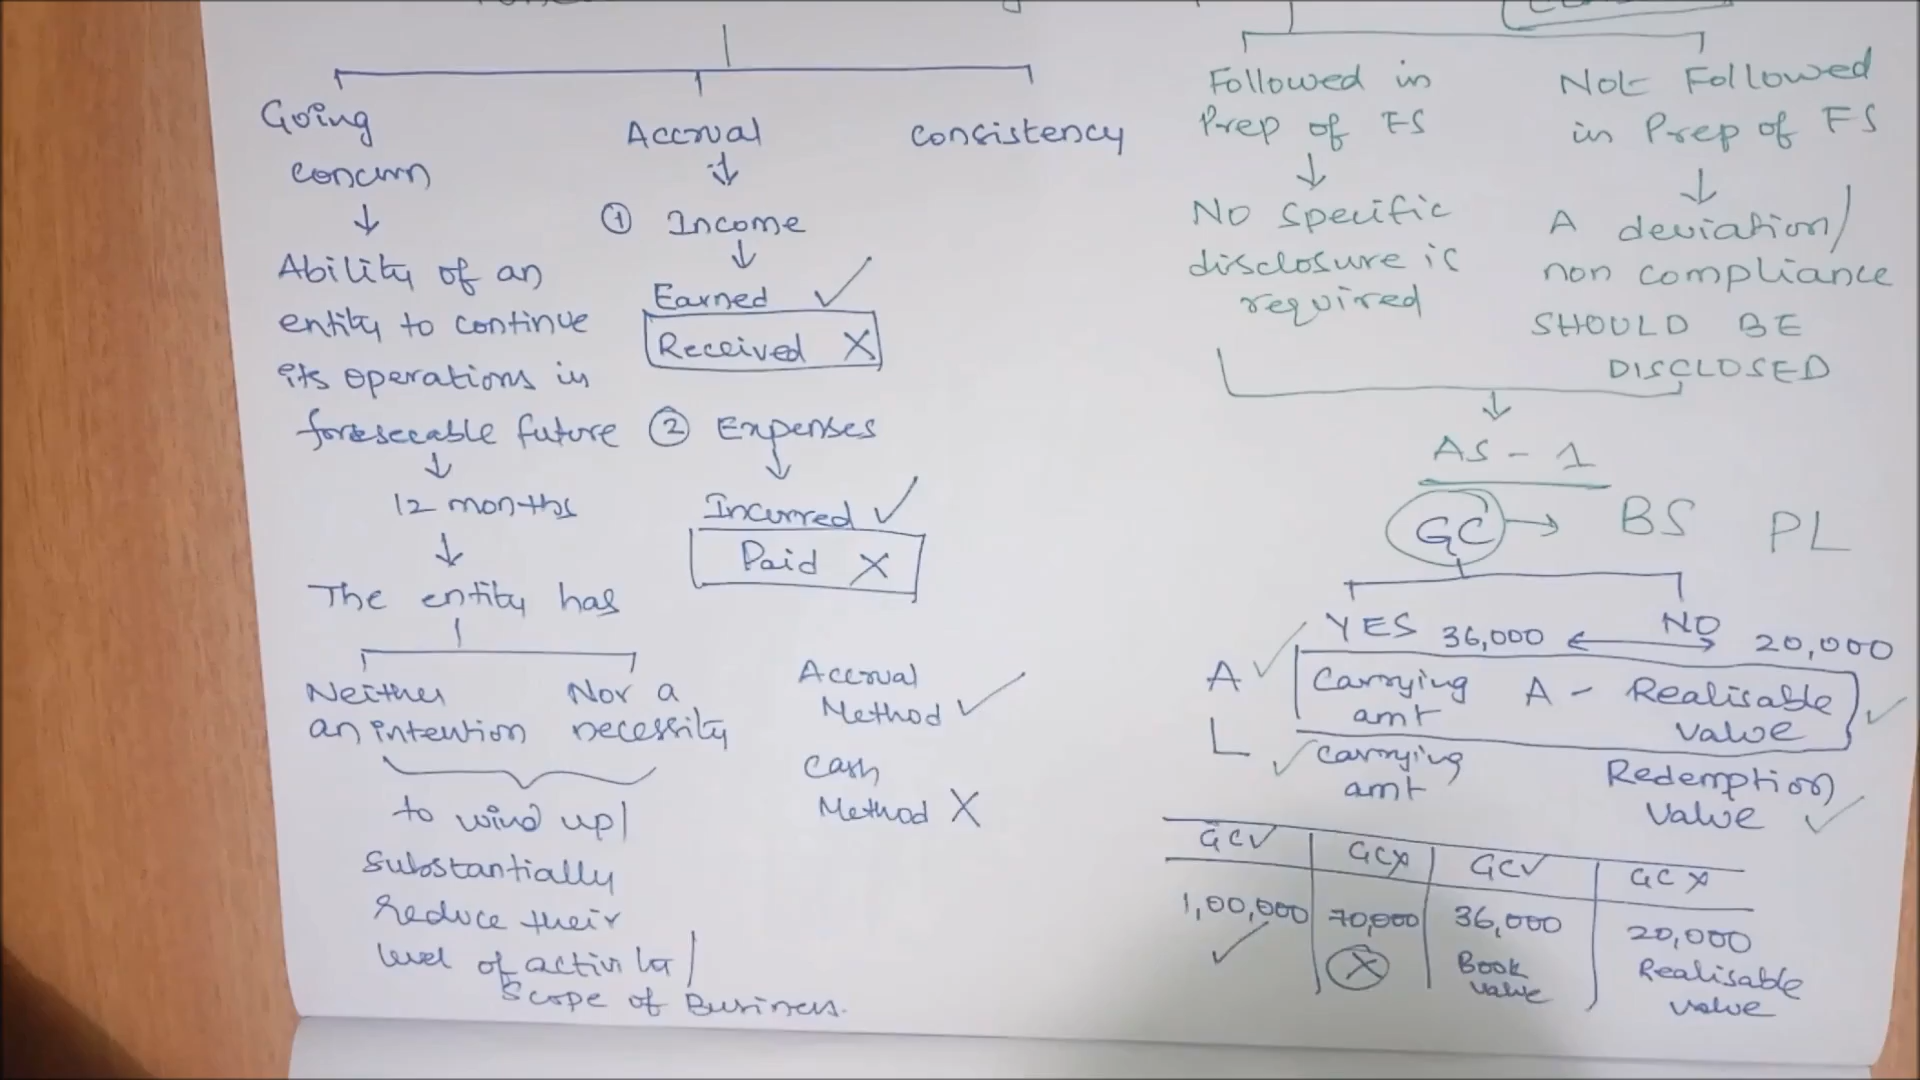 Going
concern
↓
Ability of an
entity to continue
its operations in
foreseeable future
↓
12 months
↓
The entity has
Neither
an intention
Nor a
necessity
to wind up/
substantially
reduce their
level of activity/
Scope of Business.
Accrual
↓
① Income
↓
Earned ✓
Received X
② Expenses
↓
Incurred ✓
Paid X
Accrual
Method ✓
Cash
Method X
consistency
Followed in
Prep of FS
↓
No specific
disclosure is
required
Not Followed
in Prep of FS
↓
A deviation/
non compliance
SHOULD BE
DISCLOSED
↓
AS - 1
GC → BS PL
YES 36,000 ↔ NO 20,000
A ✓ Carrying amt A - Realisable value ✓
L ✓ carrying amt Redemption value ✓
GC✓ GCX GC✓ GCX
1,00,000 70,000 36,000 20,000
✓ X Book value Realisable value